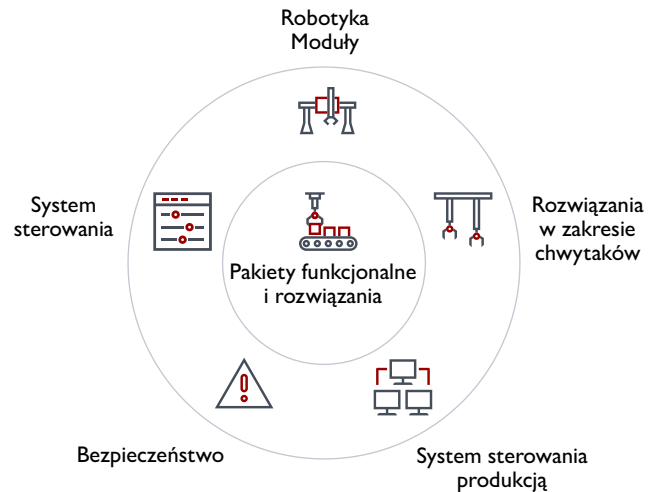 Robotyka
Moduły
System
sterowania
Rozwiązania
w zakresie
chwytaków
Pakiety funkcjonalne
i rozwiązania
Bezpieczeństwo
System sterowania
produkcją